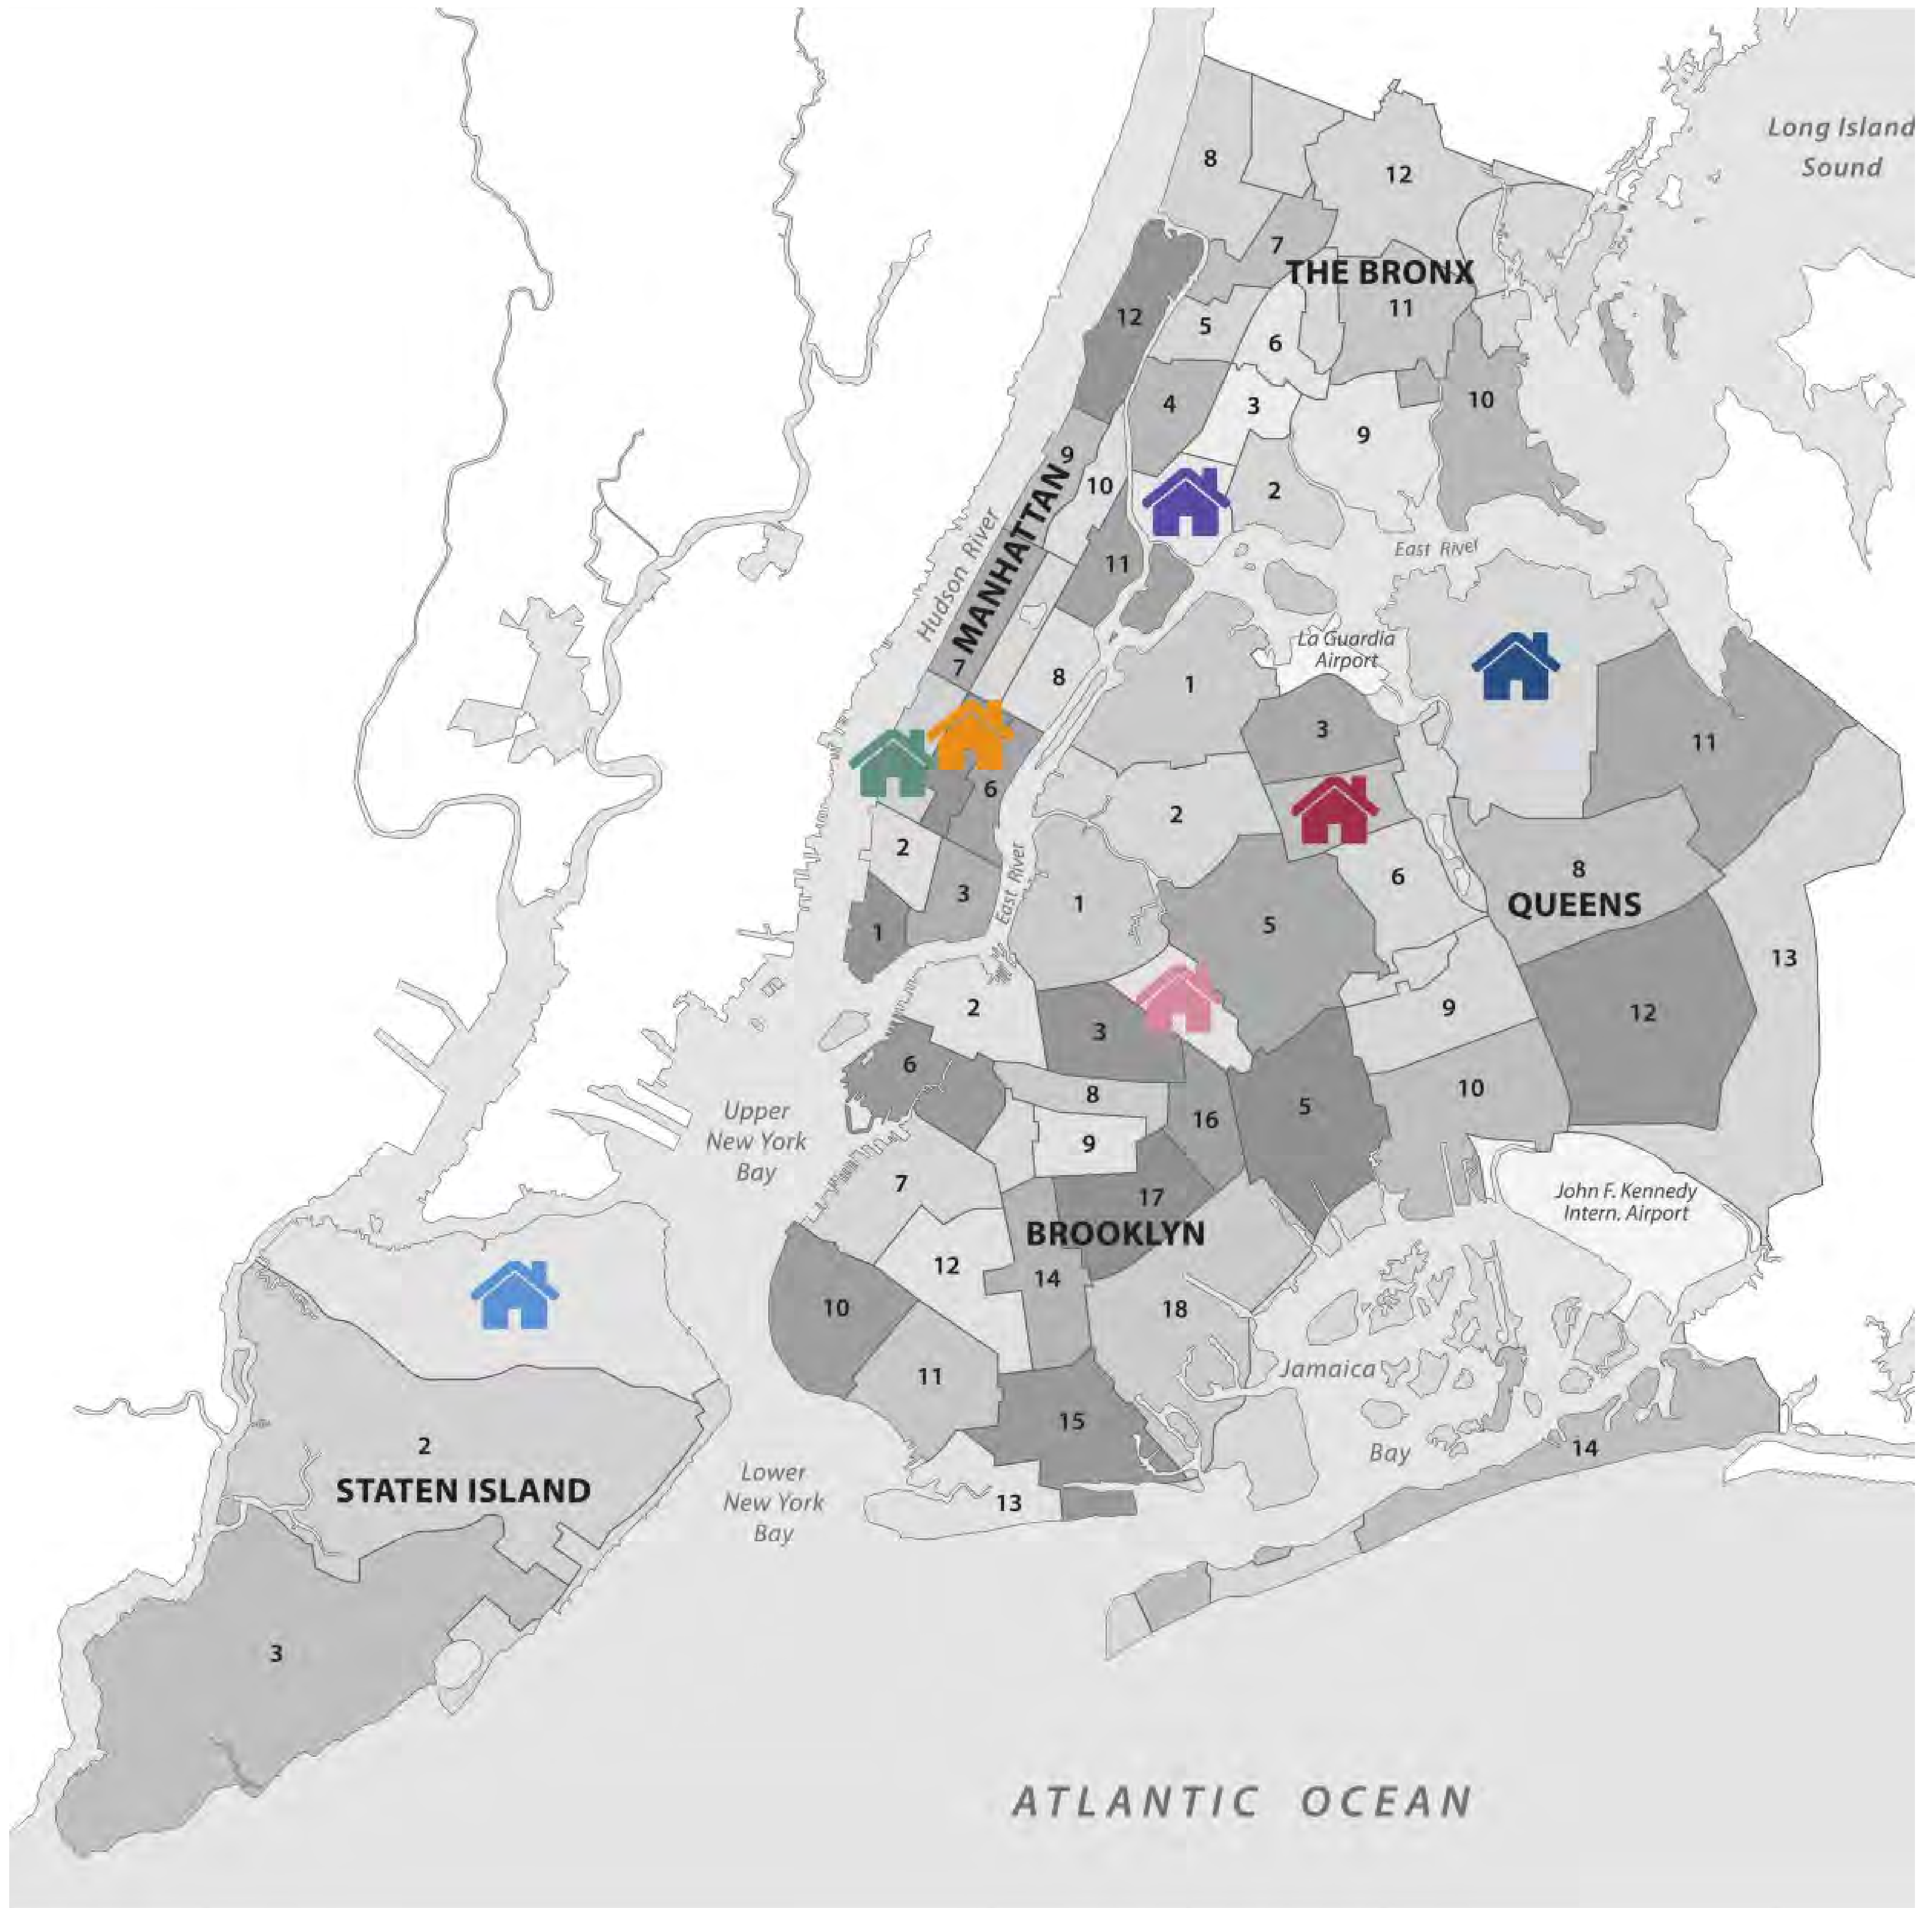 Long Island
Sound
8
12
7
THE BRONX
12
11
5
6
4
3
10
9
9
10
2
MANHATTAN
Hudson River
East River
11
La Guardia
Airport
7
8
1
3
11
6
2
2
6
8
3
1
QUEENS
East River
1
5
13
2
9
12
3
6
10
8
5
16
Upper
New York
Bay
9
7
17
John F. Kennedy
Intern. Airport
BROOKLYN
12
14
10
18
Jamaica
11
15
2
Bay
14
STATEN ISLAND
Lower
New York
Bay
13
3
ATLANTIC OCEAN